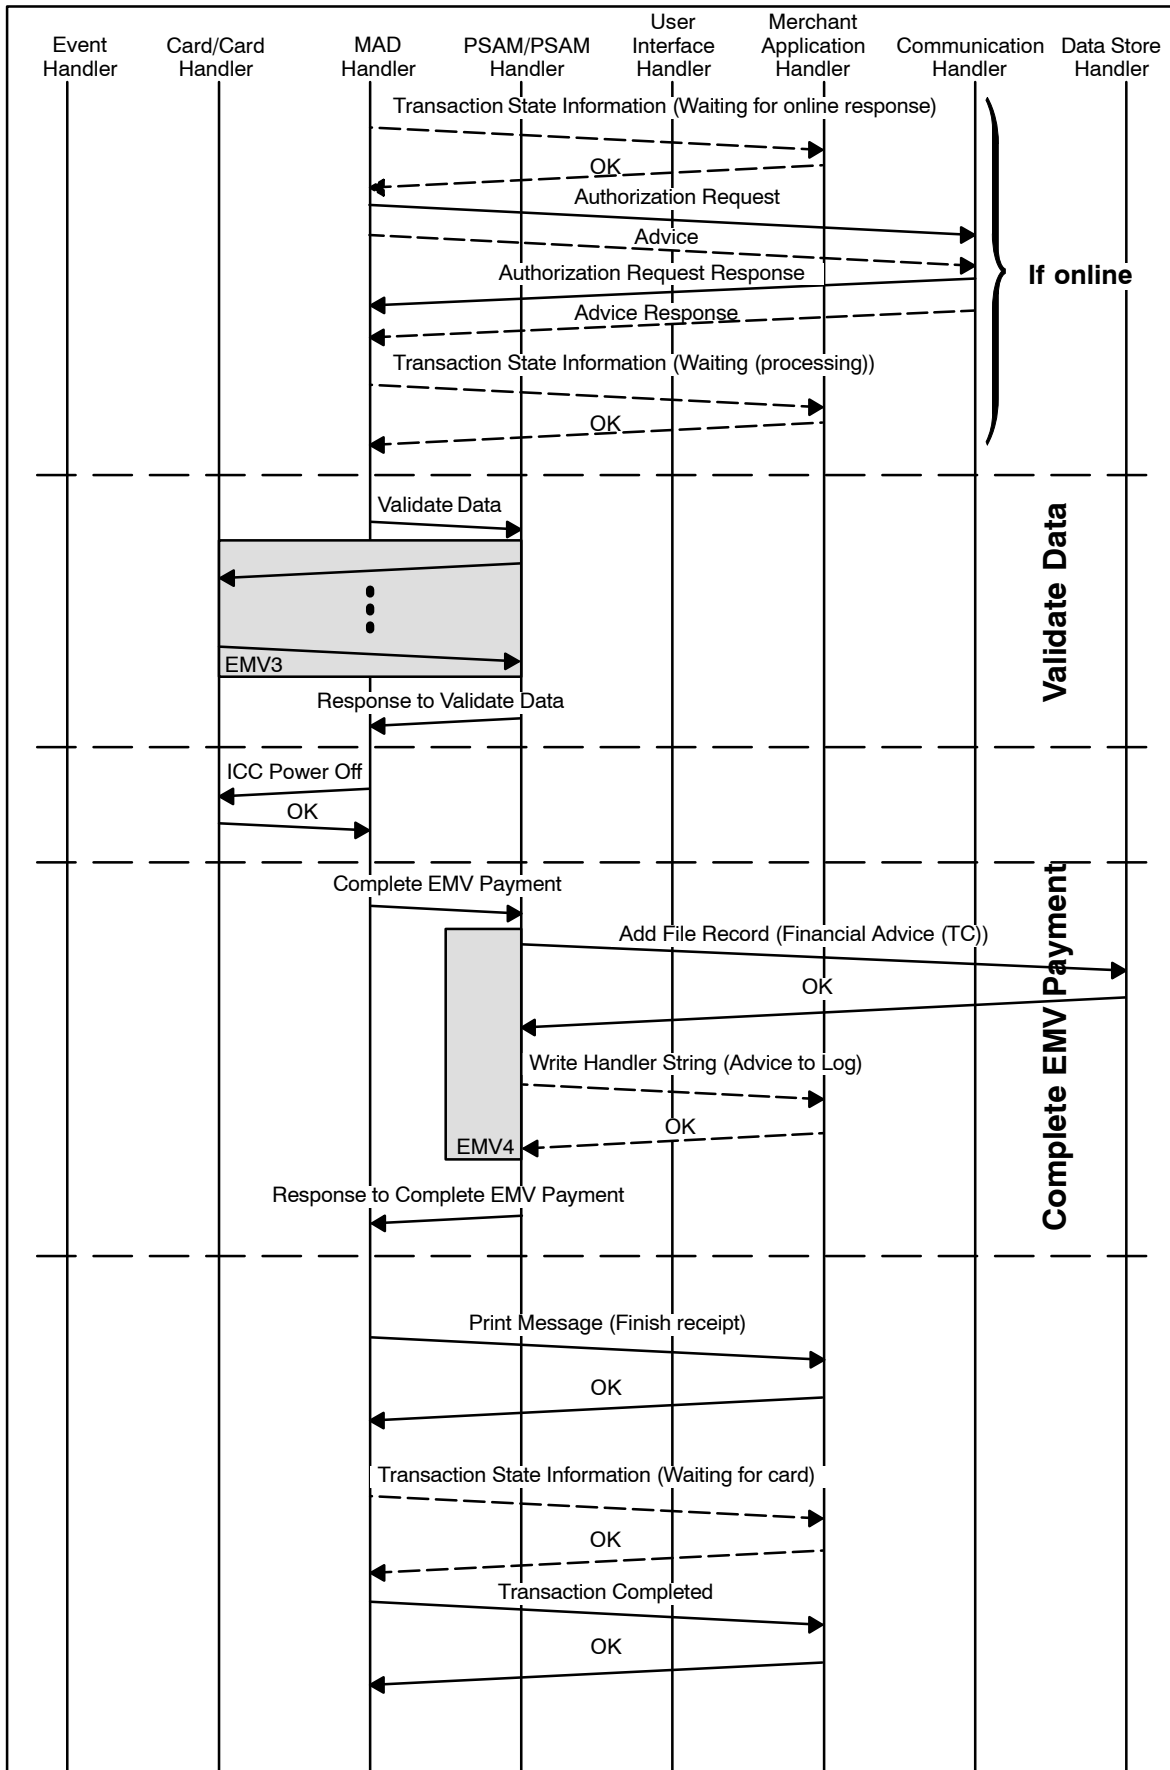 Event
Handler
Card/Card
Handler
MAD
Handler
PSAM/PSAM
Handler
User
Interface
Handler
Merchant
Application
Handler
Communication
Handler
Data Store
Handler
Transaction State Information (Waiting for online response)
OK
Authorization Request
Advice
If online
Authorization Request Response
Advice Response
Transaction State Information (Waiting (processing))
OK
Validate Data
Validate Data
EMV3
Response to Validate Data
ICC Power Off
OK
Complete EMV Payment
Complete EMV Payment
Add File Record (Financial Advice (TC))
OK
Write Handler String (Advice to Log)
OK
EMV4
Response to Complete EMV Payment
Print Message (Finish receipt)
OK
Transaction State Information (Waiting for card)
OK
Transaction Completed
OK